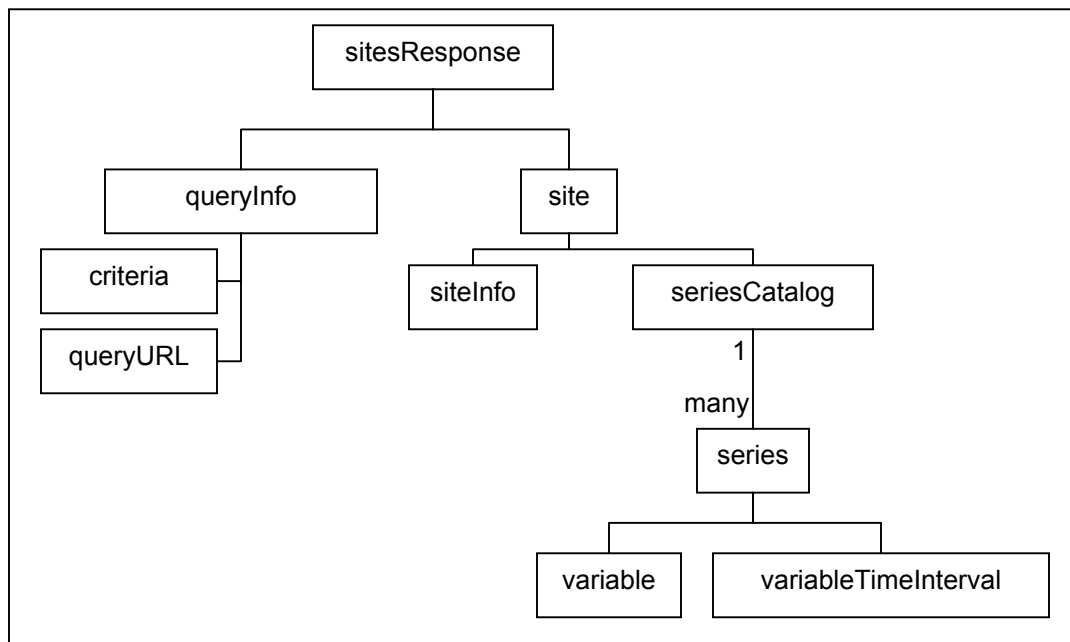 sitesResponse
queryInfo
site
criteria
siteInfo
seriesCatalog
queryURL
1
many
series
variable
variableTimeInterval